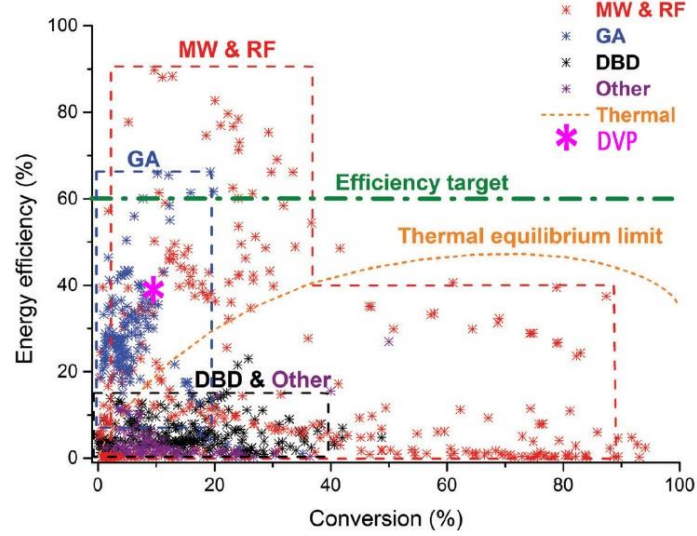 MW & RF
GA
DBD
Other
Thermal
DVP
100
80
60
40
20
0
MW & RF
GA
Efficiency target
Thermal equilibrium limit
DBD & Other
Energy efficiency (%)
0 20 40 60 80 100
Conversion (%)